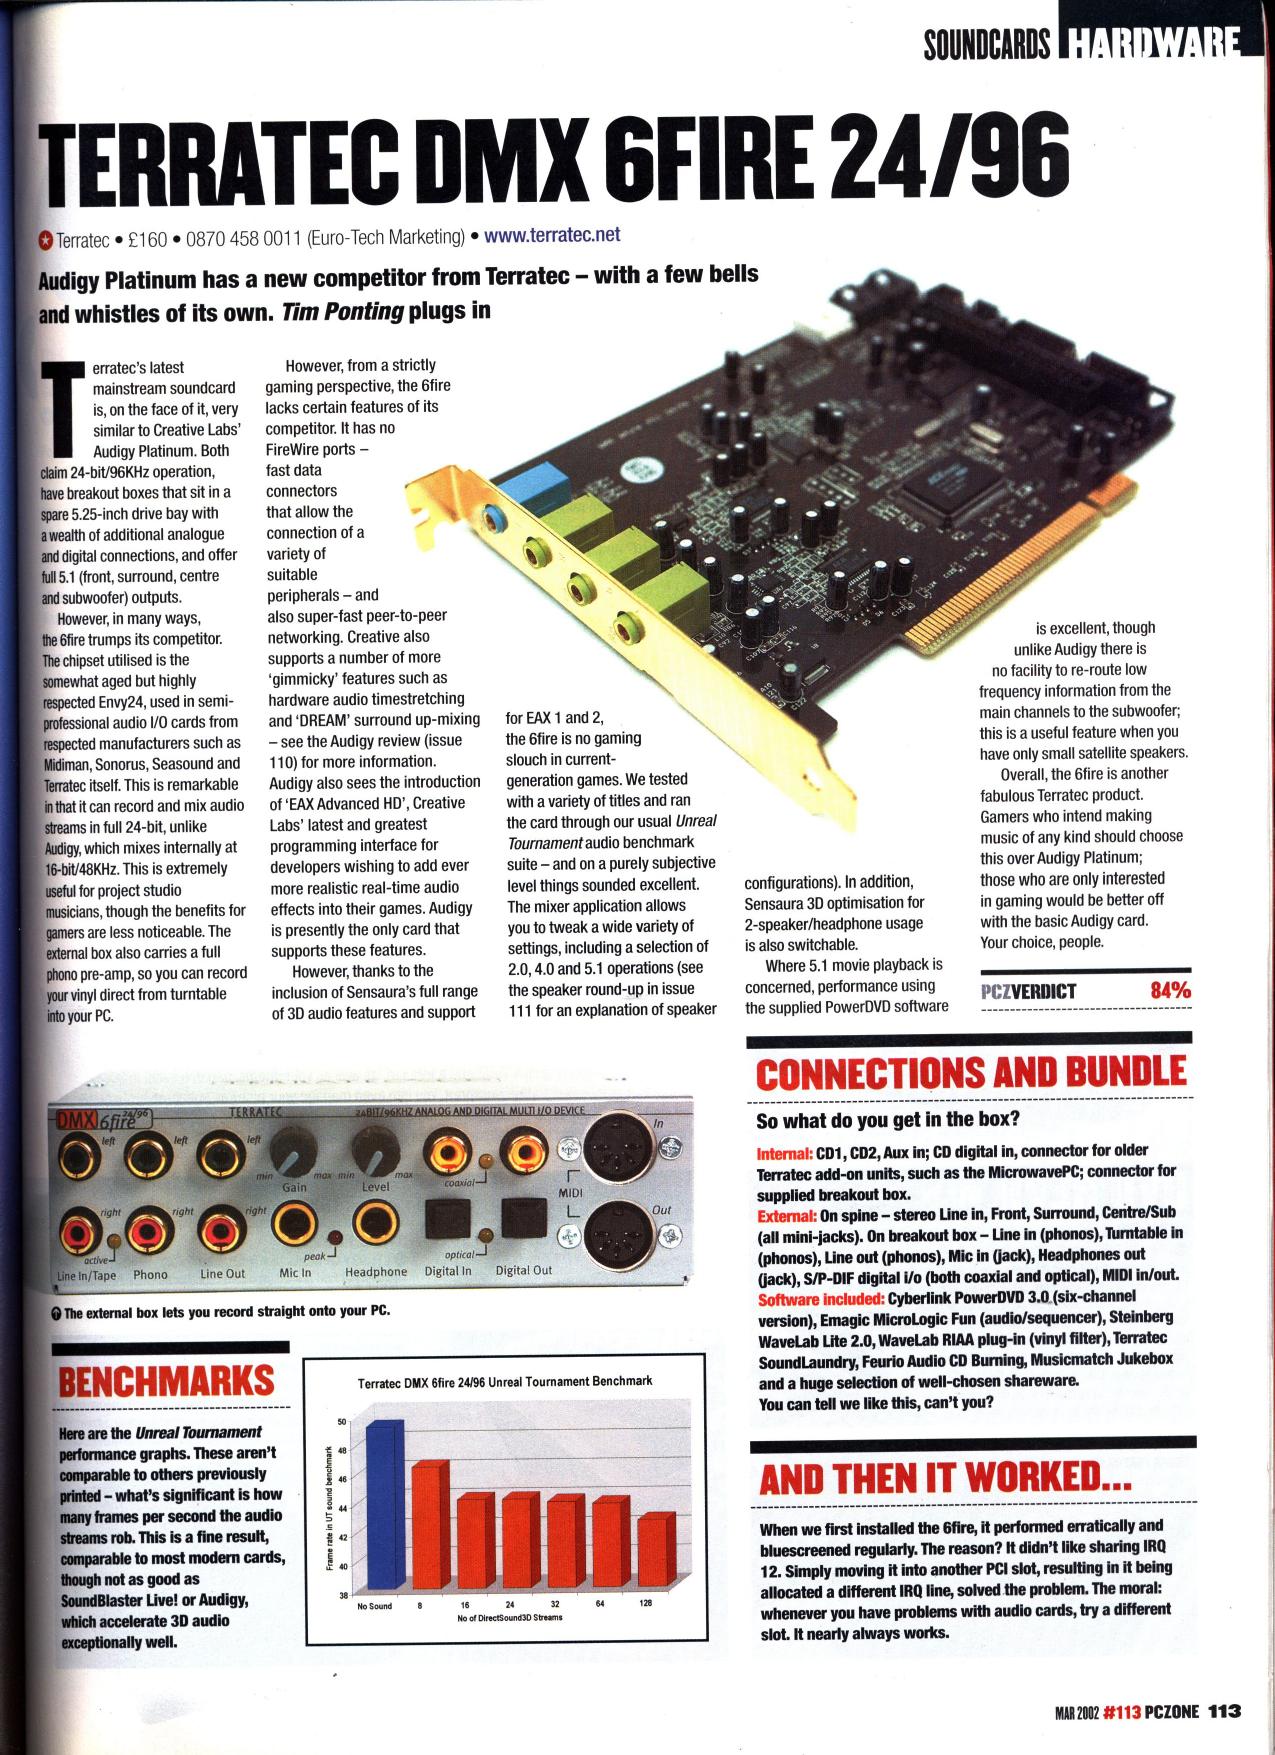 SOUNDCARDS HARDWARE
TERRATEC DMX 6FIRE 24/96
Terratec • £160 • 0870 458 0011 (Euro-Tech Marketing) • www.terratec.net
Audigy Platinum has a new competitor from Terratec – with a few bells
and whistles of its own. Tim Ponting plugs in
Terratec's latest
mainstream soundcard
is, on the face of it, very
similar to Creative Labs'
Audigy Platinum. Both
claim 24-bit/96KHz operation,
have breakout boxes that sit in a
spare 5.25-inch drive bay with
a wealth of additional analogue
and digital connections, and offer
full 5.1 (front, surround, centre
and subwoofer) outputs.
However, in many ways,
the 6fire trumps its competitor.
The chipset utilised is the
somewhat aged but highly
respected Envy24, used in semi-
professional audio I/O cards from
respected manufacturers such as
Midiman, Sonorus, Seasound and
Terratec itself. This is remarkable
in that it can record and mix audio
streams in full 24-bit, unlike
Audigy, which mixes internally at
16-bit/48KHz. This is extremely
useful for project studio
musicians, though the benefits for
gamers are less noticeable. The
external box also carries a full
phono pre-amp, so you can record
your vinyl direct from turntable
into your PC.
However, from a strictly
gaming perspective, the 6fire
lacks certain features of its
competitor. It has no
FireWire ports –
fast data
connectors
that allow the
connection of a
variety of
suitable
peripherals – and
also super-fast peer-to-peer
networking. Creative also
supports a number of more
'gimmicky' features such as
hardware audio timestretching
and 'DREAM' surround up-mixing
– see the Audigy review (issue
110) for more information.
Audigy also sees the introduction
of 'EAX Advanced HD', Creative
Labs' latest and greatest
programming interface for
developers wishing to add ever
more realistic real-time audio
effects into their games. Audigy
is presently the only card that
supports these features.
However, thanks to the
inclusion of Sensaura's full range
of 3D audio features and support
for EAX 1 and 2,
the 6fire is no gaming
slouch in current-
generation games. We tested
with a variety of titles and ran
the card through our usual Unreal
Tournament audio benchmark
suite – and on a purely subjective
level things sounded excellent.
The mixer application allows
you to tweak a wide variety of
settings, including a selection of
2.0, 4.0 and 5.1 operations (see
the speaker round-up in issue
111 for an explanation of speaker
configurations). In addition,
Sensaura 3D optimisation for
2-speaker/headphone usage
is also switchable.
Where 5.1 movie playback is
concerned, performance using
the supplied PowerDVD software
is excellent, though
unlike Audigy there is
no facility to re-route low
frequency information from the
main channels to the subwoofer;
this is a useful feature when you
have only small satellite speakers.
Overall, the 6fire is another
fabulous Terratec product.
Gamers who intend making
music of any kind should choose
this over Audigy Platinum;
those who are only interested
in gaming would be better off
with the basic Audigy card.
Your choice, people.
PCZVERDICT 84%
DMX 6fire 24/96 TERRATEC 24BIT/96KHZ ANALOG AND DIGITAL MULTI I/O DEVICE
left left left min max min max coaxial In
Gain Level MIDI
right right right Out
active peak optical
Line In/Tape Phono Line Out Mic In Headphone Digital In Digital Out
The external box lets you record straight onto your PC.
BENCHMARKS
Here are the Unreal Tournament
performance graphs. These aren't
comparable to others previously
printed – what's significant is how
many frames per second the audio
streams rob. This is a fine result,
comparable to most modern cards,
though not as good as
SoundBlaster Live! or Audigy,
which accelerate 3D audio
exceptionally well.
Terratec DMX 6fire 24/96 Unreal Tournament Benchmark
Frame rate in UT sound benchmark
50
48
46
44
42
40
38
No Sound 8 16 24 32 64 128
No of DirectSound3D Streams
CONNECTIONS AND BUNDLE
So what do you get in the box?
Internal: CD1, CD2, Aux in; CD digital in, connector for older
Terratec add-on units, such as the MicrowavePC; connector for
supplied breakout box.
External: On spine – stereo Line in, Front, Surround, Centre/Sub
(all mini-jacks). On breakout box – Line in (phonos), Turntable in
(phonos), Line out (phonos), Mic in (jack), Headphones out
(jack), S/P-DIF digital i/o (both coaxial and optical), MIDI in/out.
Software included: Cyberlink PowerDVD 3.0 (six-channel
version), Emagic MicroLogic Fun (audio/sequencer), Steinberg
WaveLab Lite 2.0, WaveLab RIAA plug-in (vinyl filter), Terratec
SoundLaundry, Feurio Audio CD Burning, Musicmatch Jukebox
and a huge selection of well-chosen shareware.
You can tell we like this, can't you?
AND THEN IT WORKED...
When we first installed the 6fire, it performed erratically and
bluescreened regularly. The reason? It didn't like sharing IRQ
12. Simply moving it into another PCI slot, resulting in it being
allocated a different IRQ line, solved the problem. The moral:
whenever you have problems with audio cards, try a different
slot. It nearly always works.
MAR 2002 #113 PCZONE 113